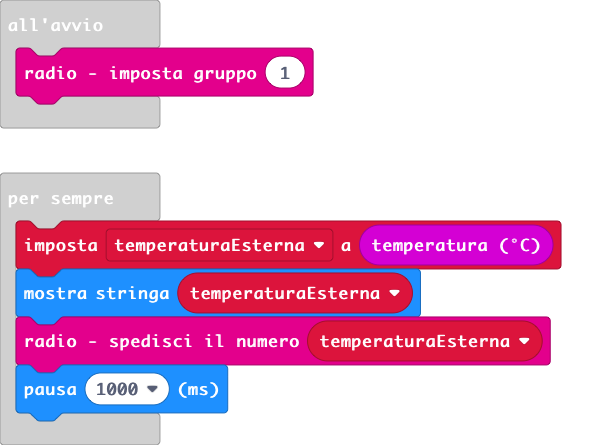 all'avvio
radio - imposta gruppo 1
per sempre
imposta temperaturaEsterna a temperatura (°C)
mostra stringa temperaturaEsterna
radio - spedisci il numero temperaturaEsterna
pausa 1000 (ms)